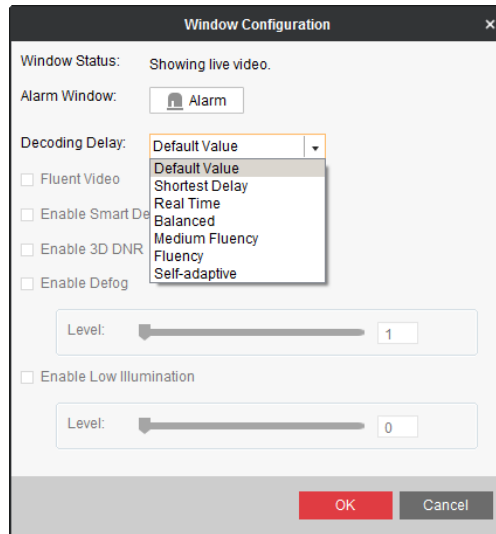 Window Configuration ×
Window Status: Showing live video.
Alarm Window: Alarm
Decoding Delay: Default Value
Default Value
Fluent Video
Shortest Delay
Real Time
Enable Smart De
Balanced
Medium Fluency
Enable 3D DNR
Fluency
Self-adaptive
Enable Defog
Level: 1
Enable Low Illumination
Level: 0
OK Cancel